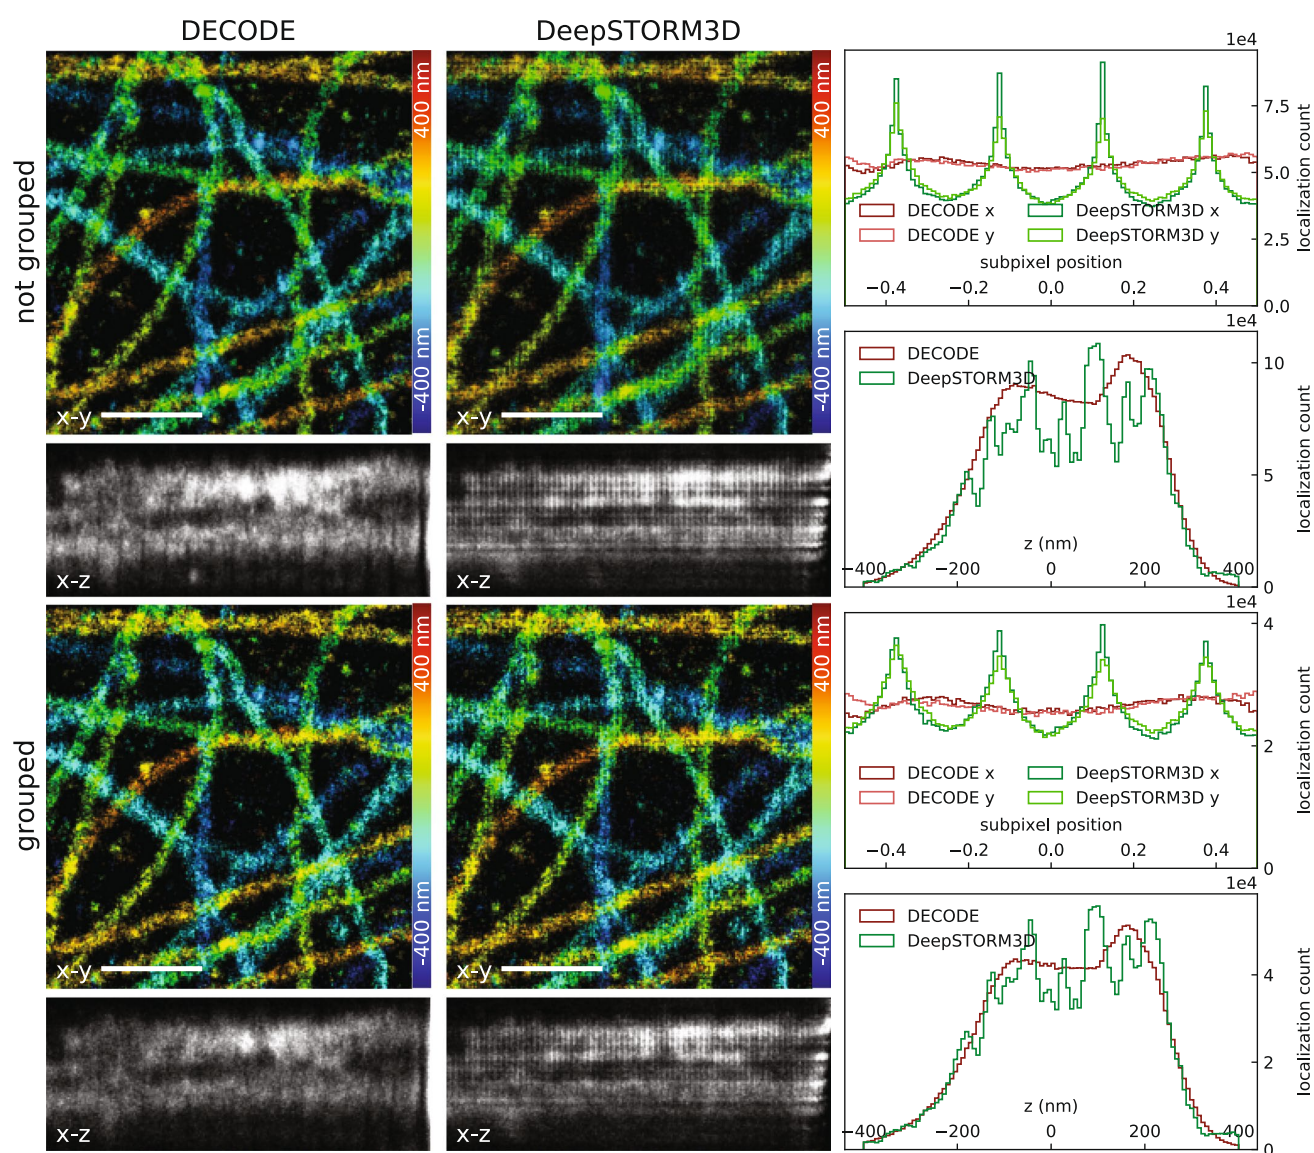 DECODE
DeepSTORM3D
not grouped
400 nm
-400 nm
x-y
400 nm
-400 nm
x-y
x-z
x-z
1e4
7.5
5.0
2.5
0.0
localization count
DECODE x
DECODE y
DeepSTORM3D x
DeepSTORM3D y
subpixel position
−0.4
−0.2
0.0
0.2
0.4
1e4
10
5
0
localization count
DECODE
DeepSTORM3D
z (nm)
−400
−200
0
200
400
grouped
400 nm
-400 nm
x-y
400 nm
-400 nm
x-y
x-z
x-z
1e4
4
2
0
localization count
DECODE x
DECODE y
DeepSTORM3D x
DeepSTORM3D y
subpixel position
−0.4
−0.2
0.0
0.2
0.4
1e4
4
2
0
localization count
DECODE
DeepSTORM3D
z (nm)
−400
−200
0
200
400